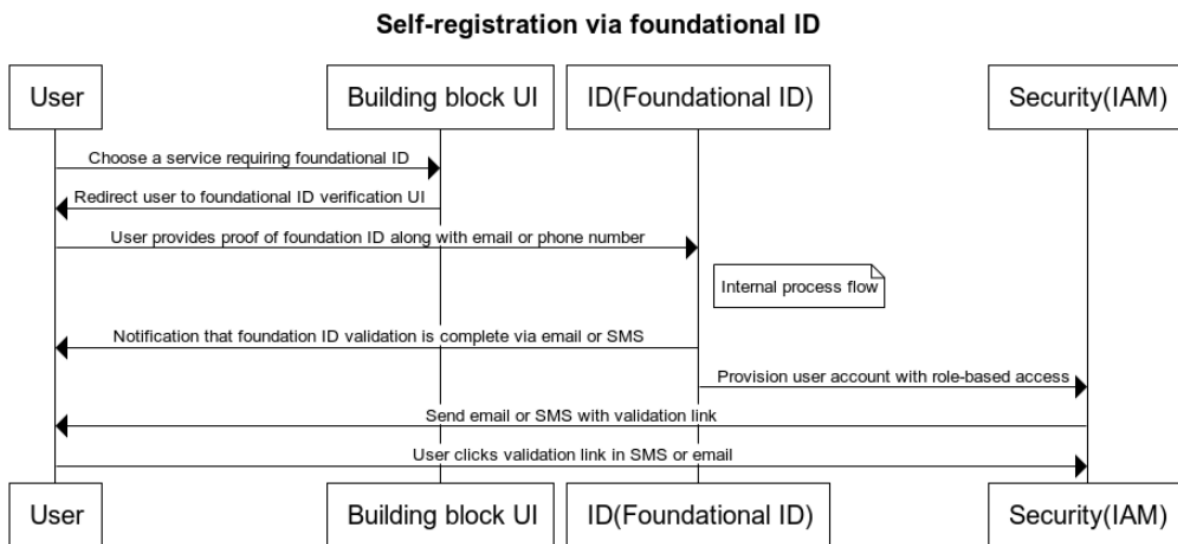 Self-registration via foundational ID
User
Building block UI
ID(Foundational ID)
Security(IAM)
Choose a service requiring foundational ID
Redirect user to foundational ID verification UI
User provides proof of foundation ID along with email or phone number
Internal process flow
Notification that foundation ID validation is complete via email or SMS
Provision user account with role-based access
Send email or SMS with validation link
User clicks validation link in SMS or email
User
Building block UI
ID(Foundational ID)
Security(IAM)